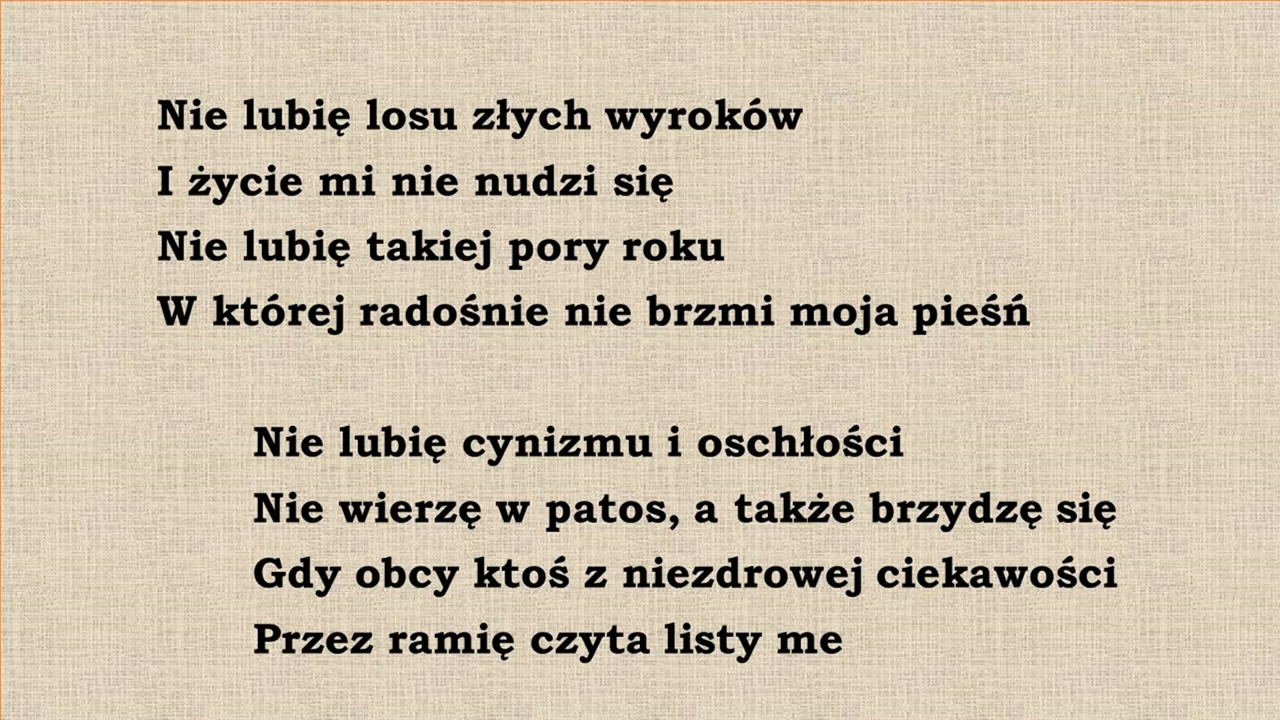 Nie lubię losu złych wyroków
I życie mi nie nudzi się
Nie lubię takiej pory roku
W której radośnie nie brzmi moja pieśń
Nie lubię cynizmu i oschłości
Nie wierzę w patos, a także brzydzę się
Gdy obcy ktoś z niezdrowej ciekawości
Przez ramię czyta listy me